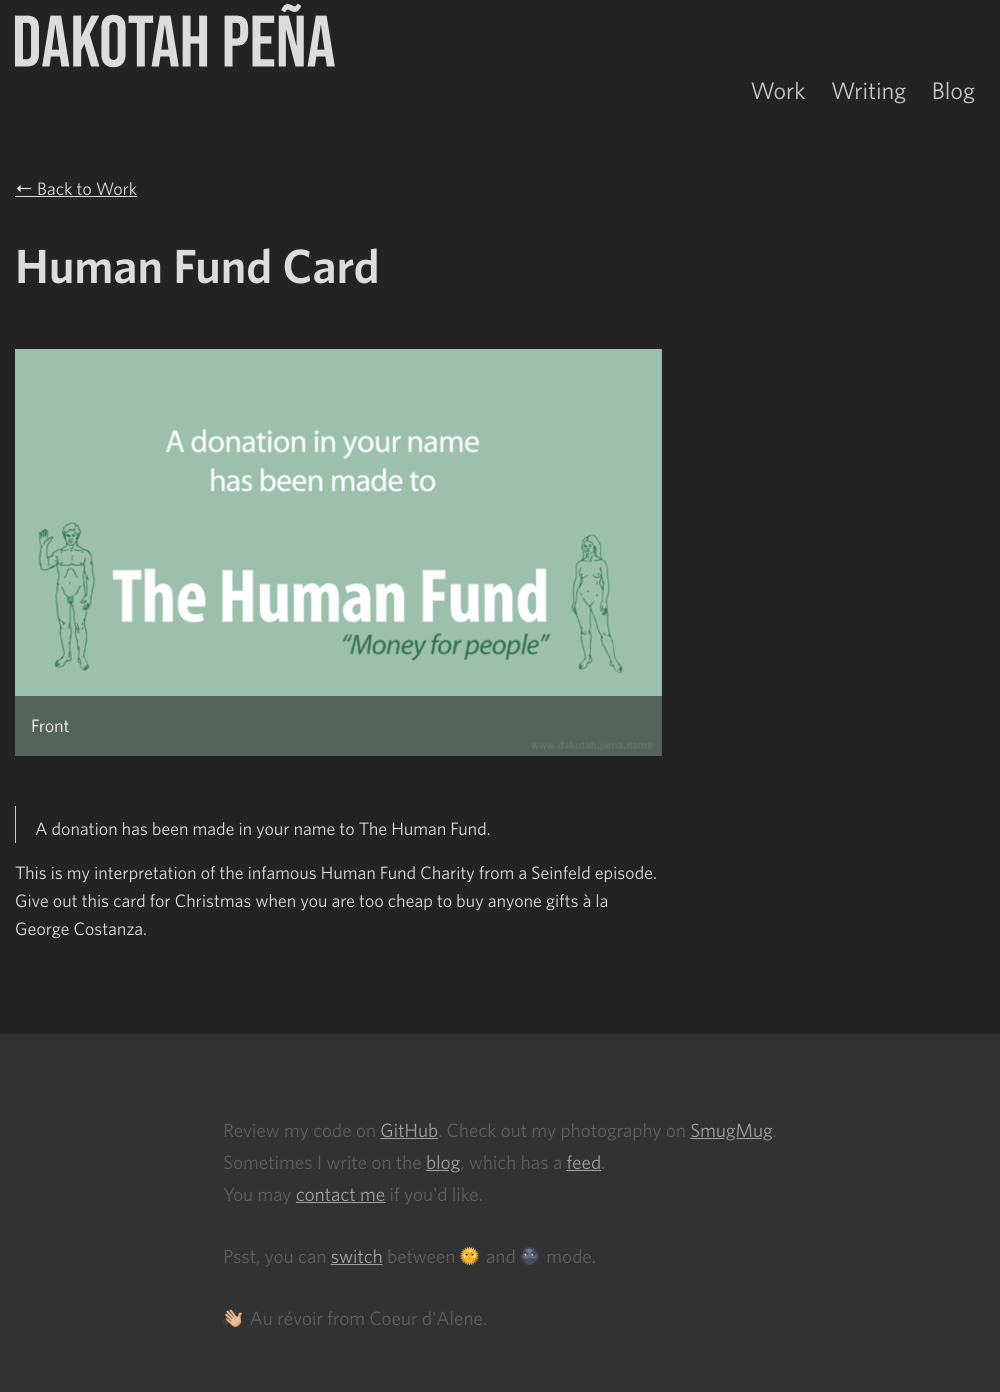 DAKOTAH PEÑA
Work Writing Blog
← Back to Work
Human Fund Card
A donation in your name
has been made to
The Human Fund
“Money for people”
Front
www.dakotah.pena.name
A donation has been made in your name to The Human Fund.
This is my interpretation of the infamous Human Fund Charity from a Seinfeld episode.
Give out this card for Christmas when you are too cheap to buy anyone gifts à la
George Costanza.
Review my code on GitHub. Check out my photography on SmugMug.
Sometimes I write on the blog, which has a feed.
You may contact me if you'd like.
Psst, you can switch between 🌞 and 🌚 mode.
👋🏼 Au révoir from Coeur d'Alene.